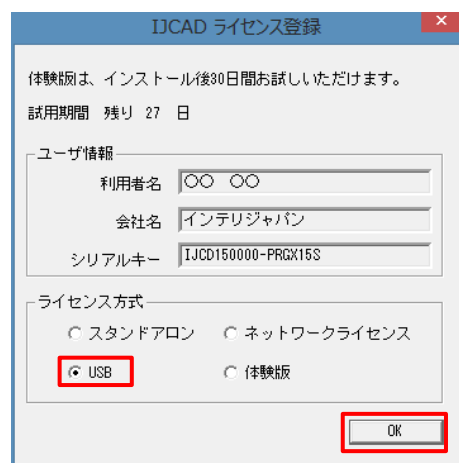 IJCAD ライセンス登録
体験版は、インストール後30日間お試しいただけます。
試用期間 残り 27 日
ユーザ情報
利用者名 〇〇 〇〇
会社名 インテリジャパン
シリアルキー IJCD150000-PRGX15S
ライセンス方式
スタンドアロン ネットワークライセンス
USB 体験版
OK